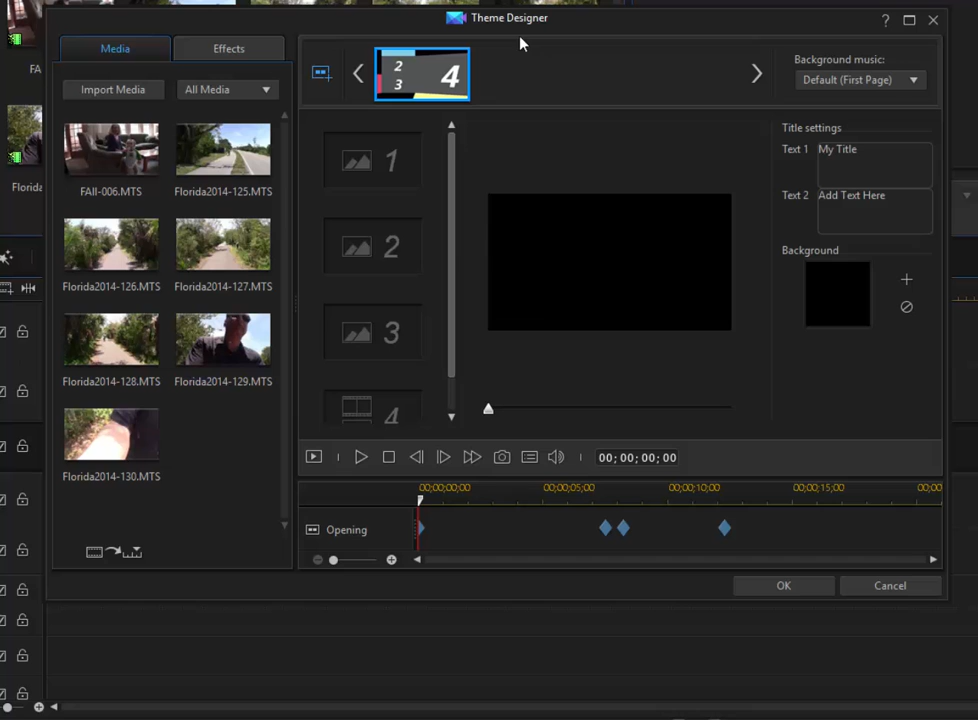 Theme Designer
?
Media
Effects
Import Media
All Media
2
3
4
Background music:
Default (First Page)
FAII-006.MTS
Florida2014-125.MTS
Florida2014-126.MTS
Florida2014-127.MTS
Florida2014-128.MTS
Florida2014-129.MTS
Florida2014-130.MTS
1
2
3
4
Title settings
Text 1
My Title
Text 2
Add Text Here
Background
00; 00; 00; 00
00;00;00;00
00;00;05;00
00;00;10;00
00;00;15;00
00;00
Opening
OK
Cancel
FA
Florida